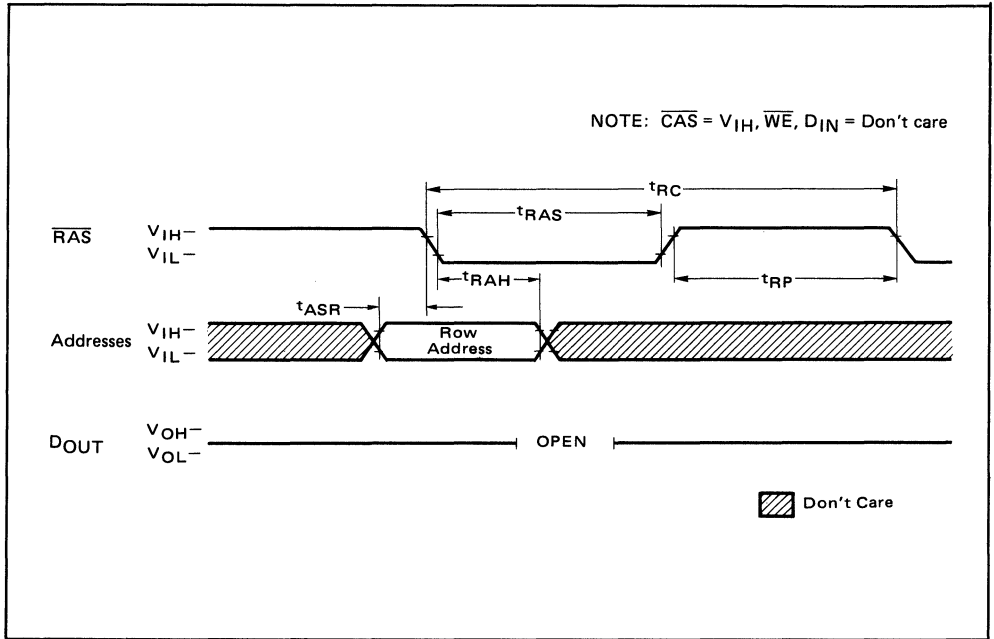 NOTE: CAS = VIH, WE, DIN = Don't care
tRC
tRAS
RAS VIH–
VIL–
tRAH
tRP
tASR
Addresses VIH–
VIL–
Row
Address
DOUT VOH–
VOL–
OPEN
Don't Care